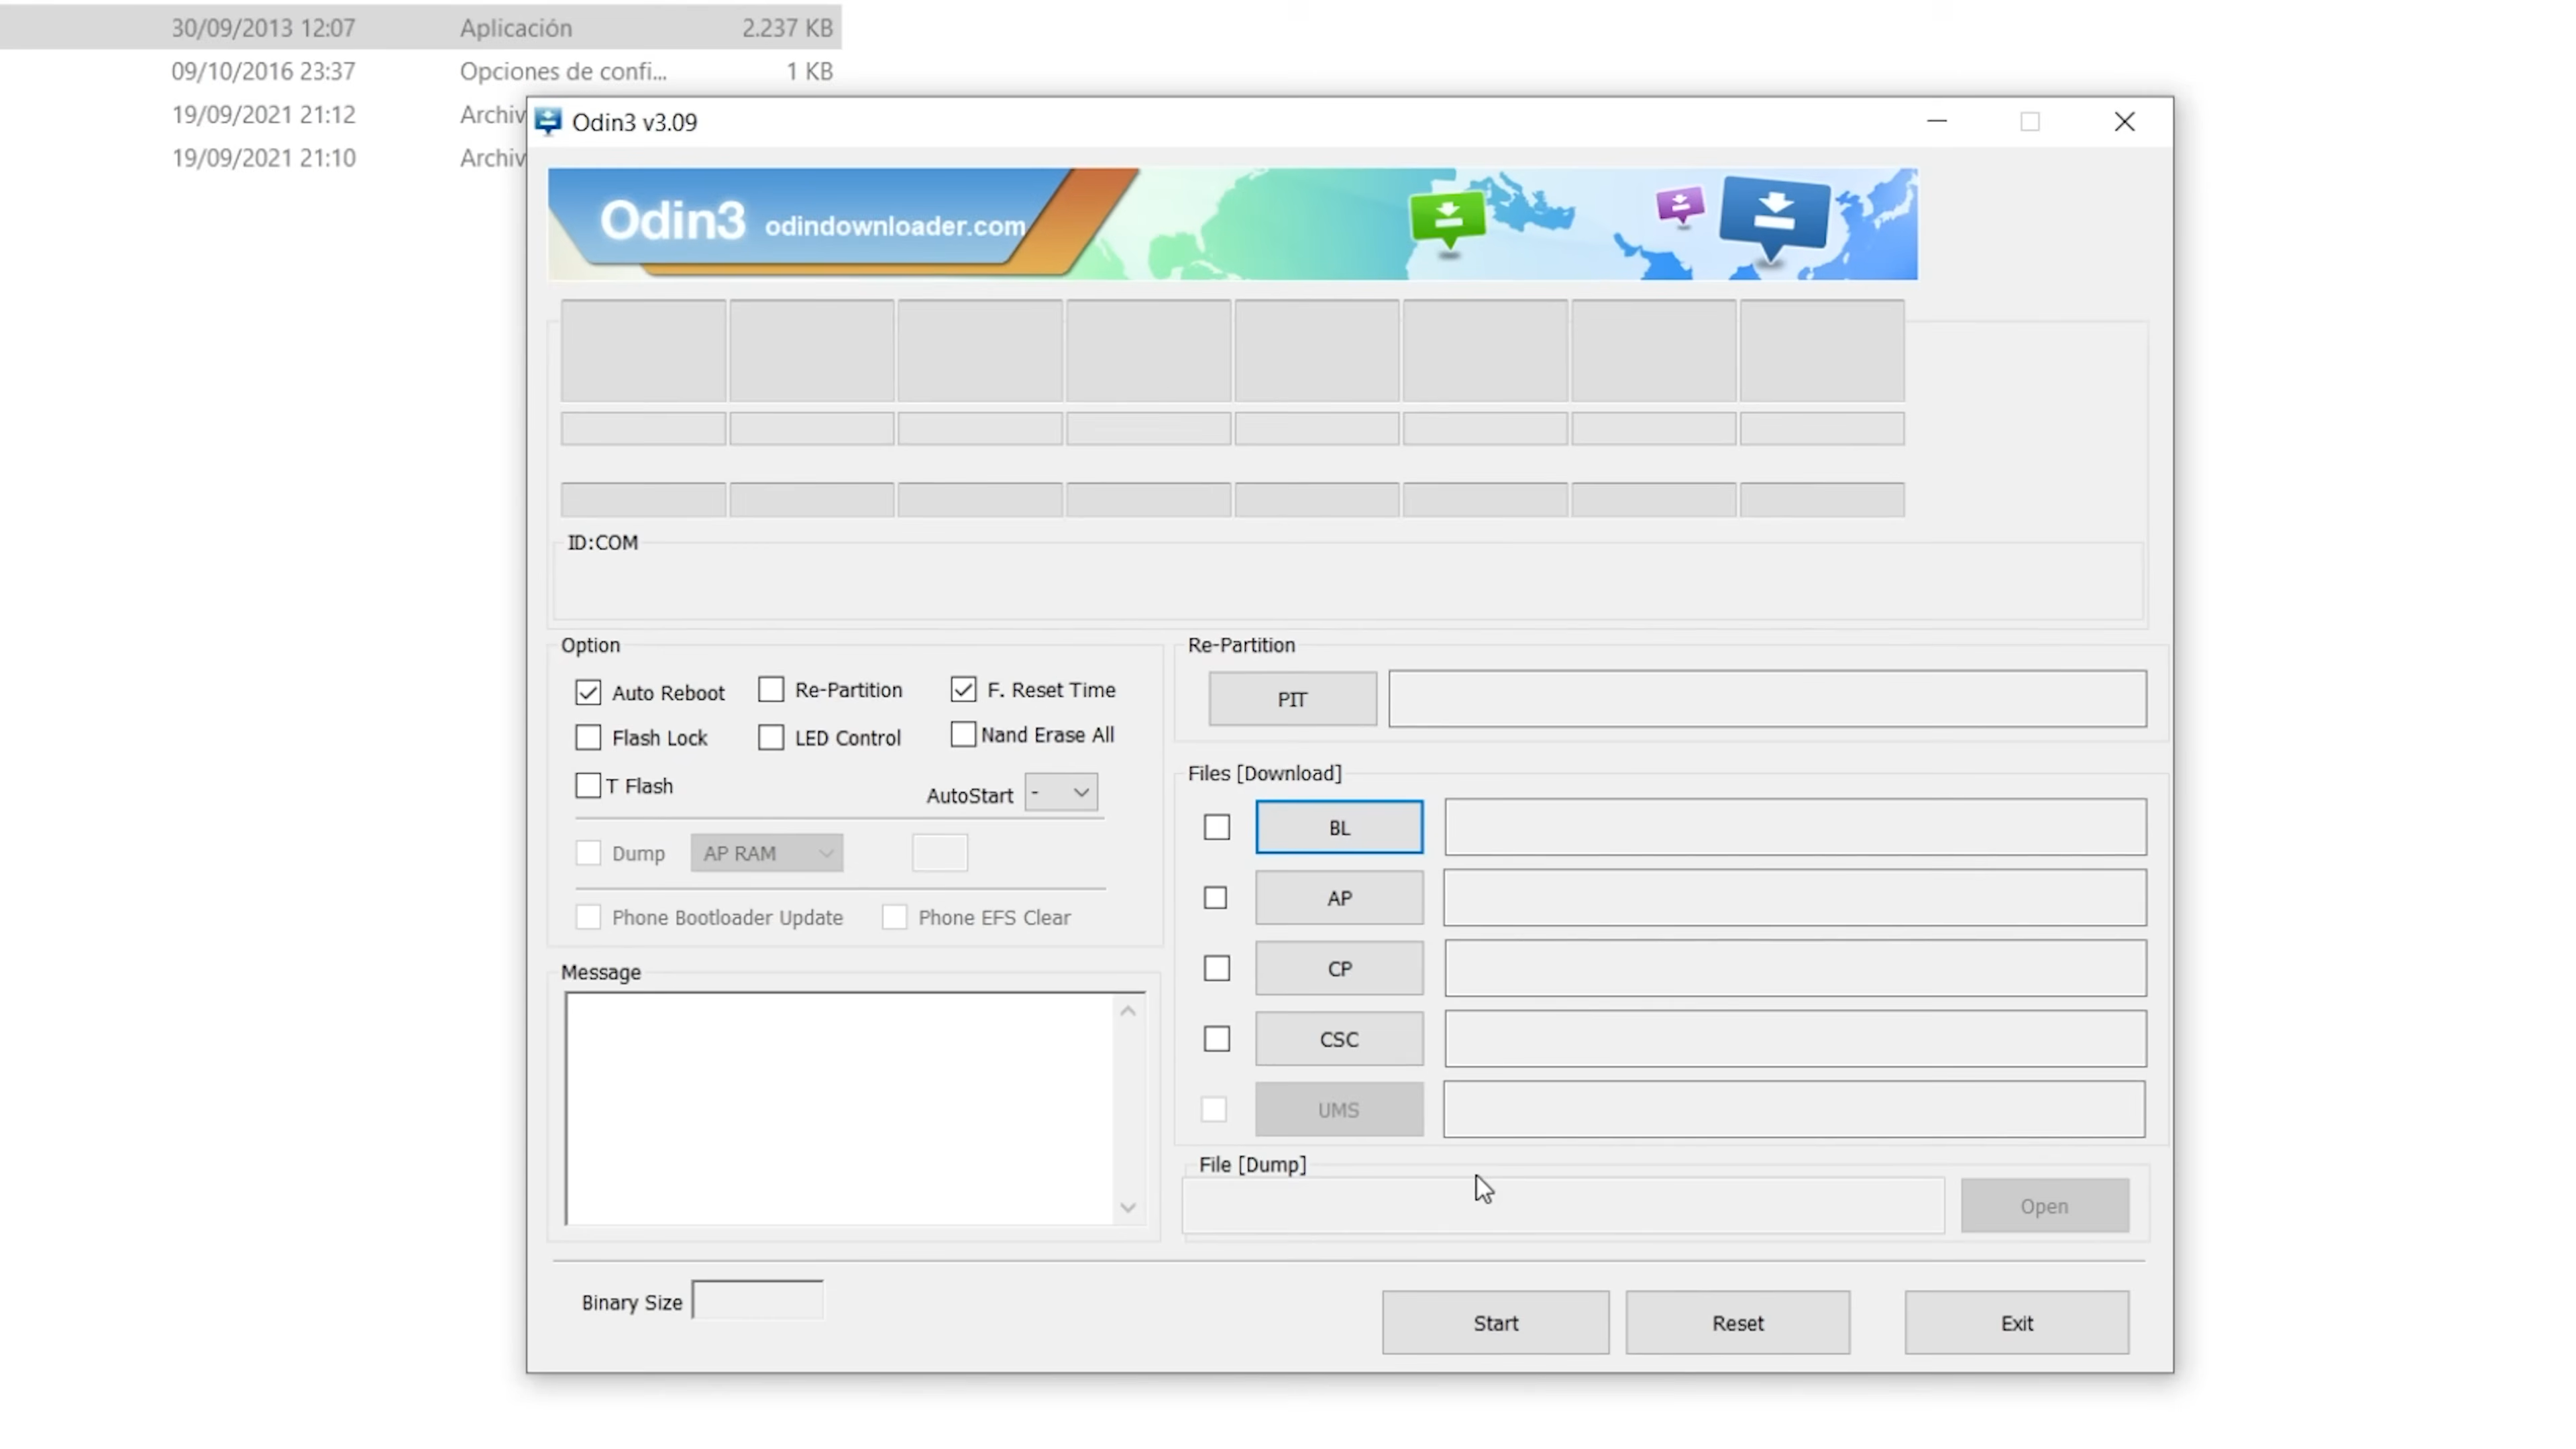 30/09/2013 12:07 Aplicación 2.237 KB
09/10/2016 23:37 Opciones de confi... 1 KB
19/09/2021 21:12 Archiv
19/09/2021 21:10 Archiv
Odin3 v3.09
Odin3 odindownloader.com
ID:COM
Option
Auto Reboot Re-Partition F. Reset Time
Flash Lock LED Control Nand Erase All
T Flash AutoStart -
Dump AP RAM
Phone Bootloader Update Phone EFS Clear
Message
Re-Partition
PIT
Files [Download]
BL
AP
CP
CSC
UMS
File [Dump]
Open
Binary Size
Start Reset Exit